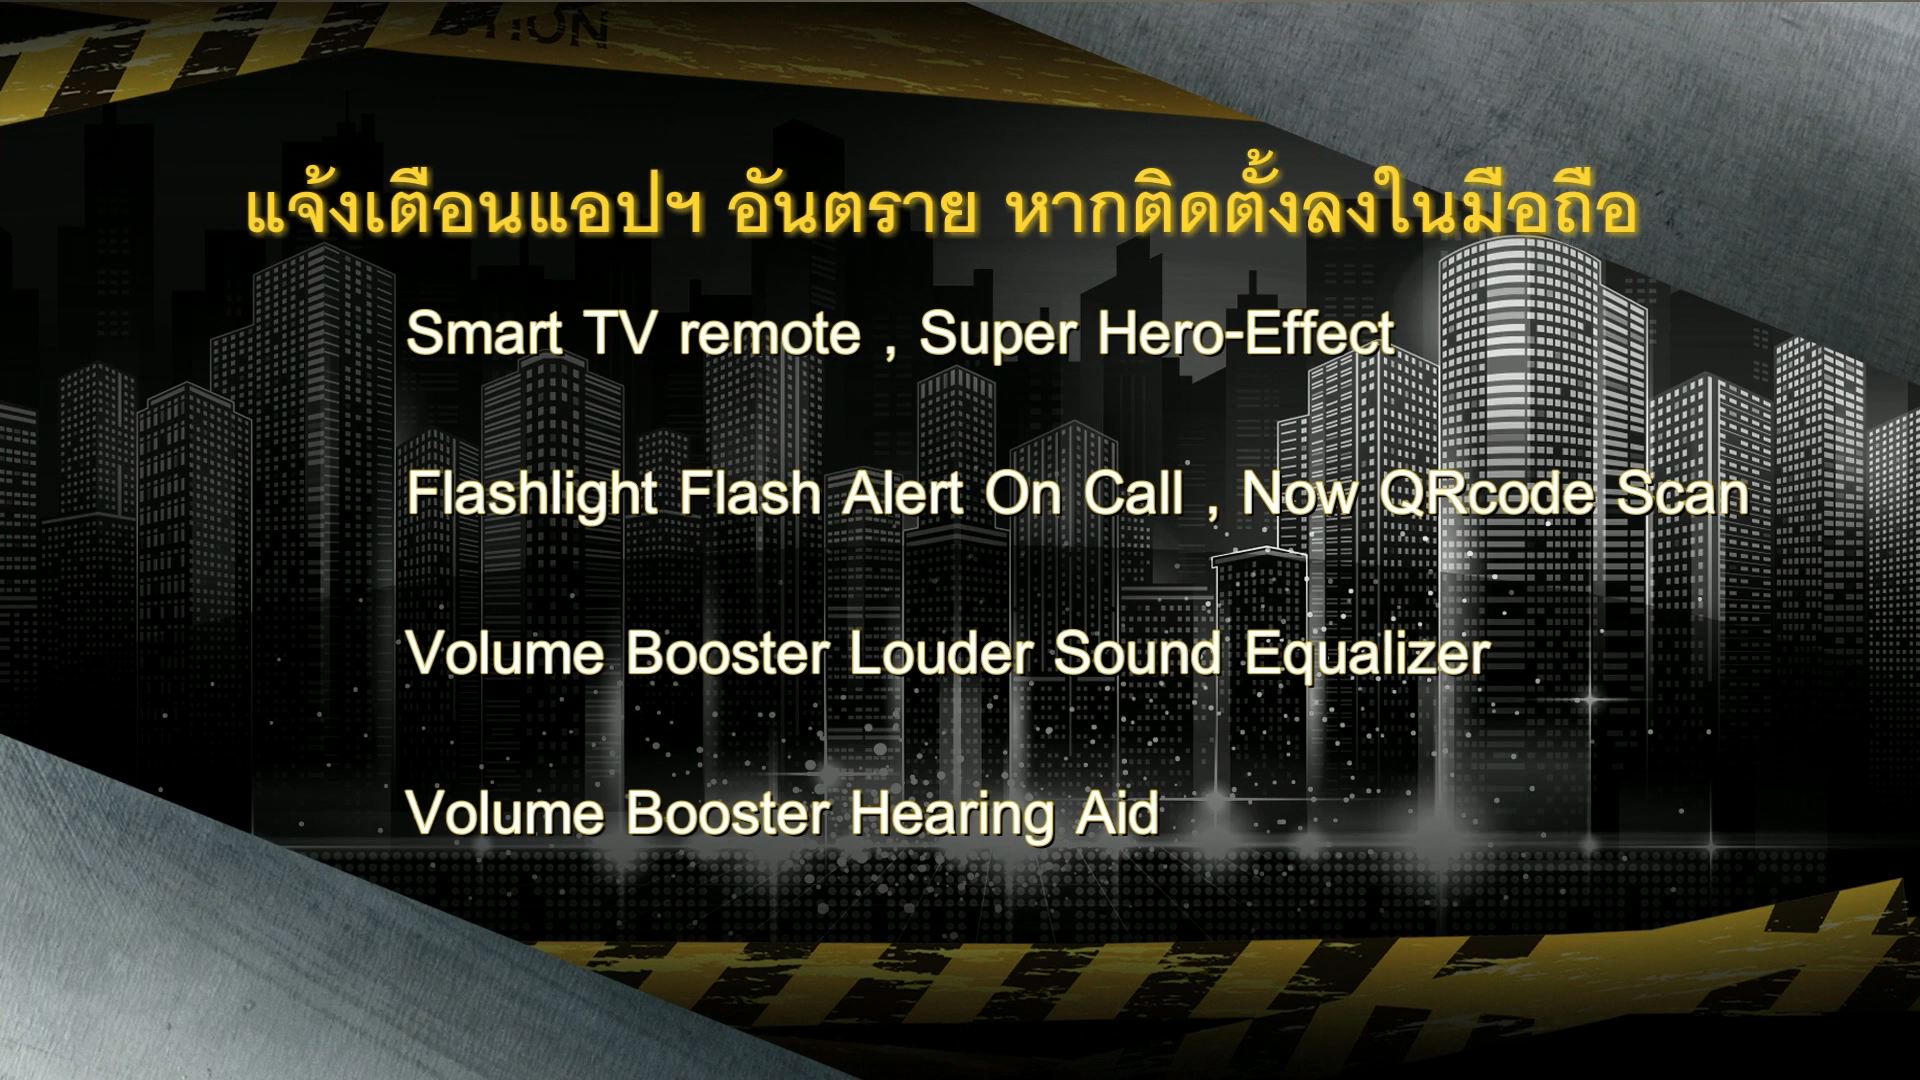 แจ้งเตือนแอปฯ อันตราย หากติดตั้งลงในมือถือ
Smart TV remote , Super Hero-Effect
Flashlight Flash Alert On Call , Now QRcode Scan
Volume Booster Louder Sound Equalizer
Volume Booster Hearing Aid